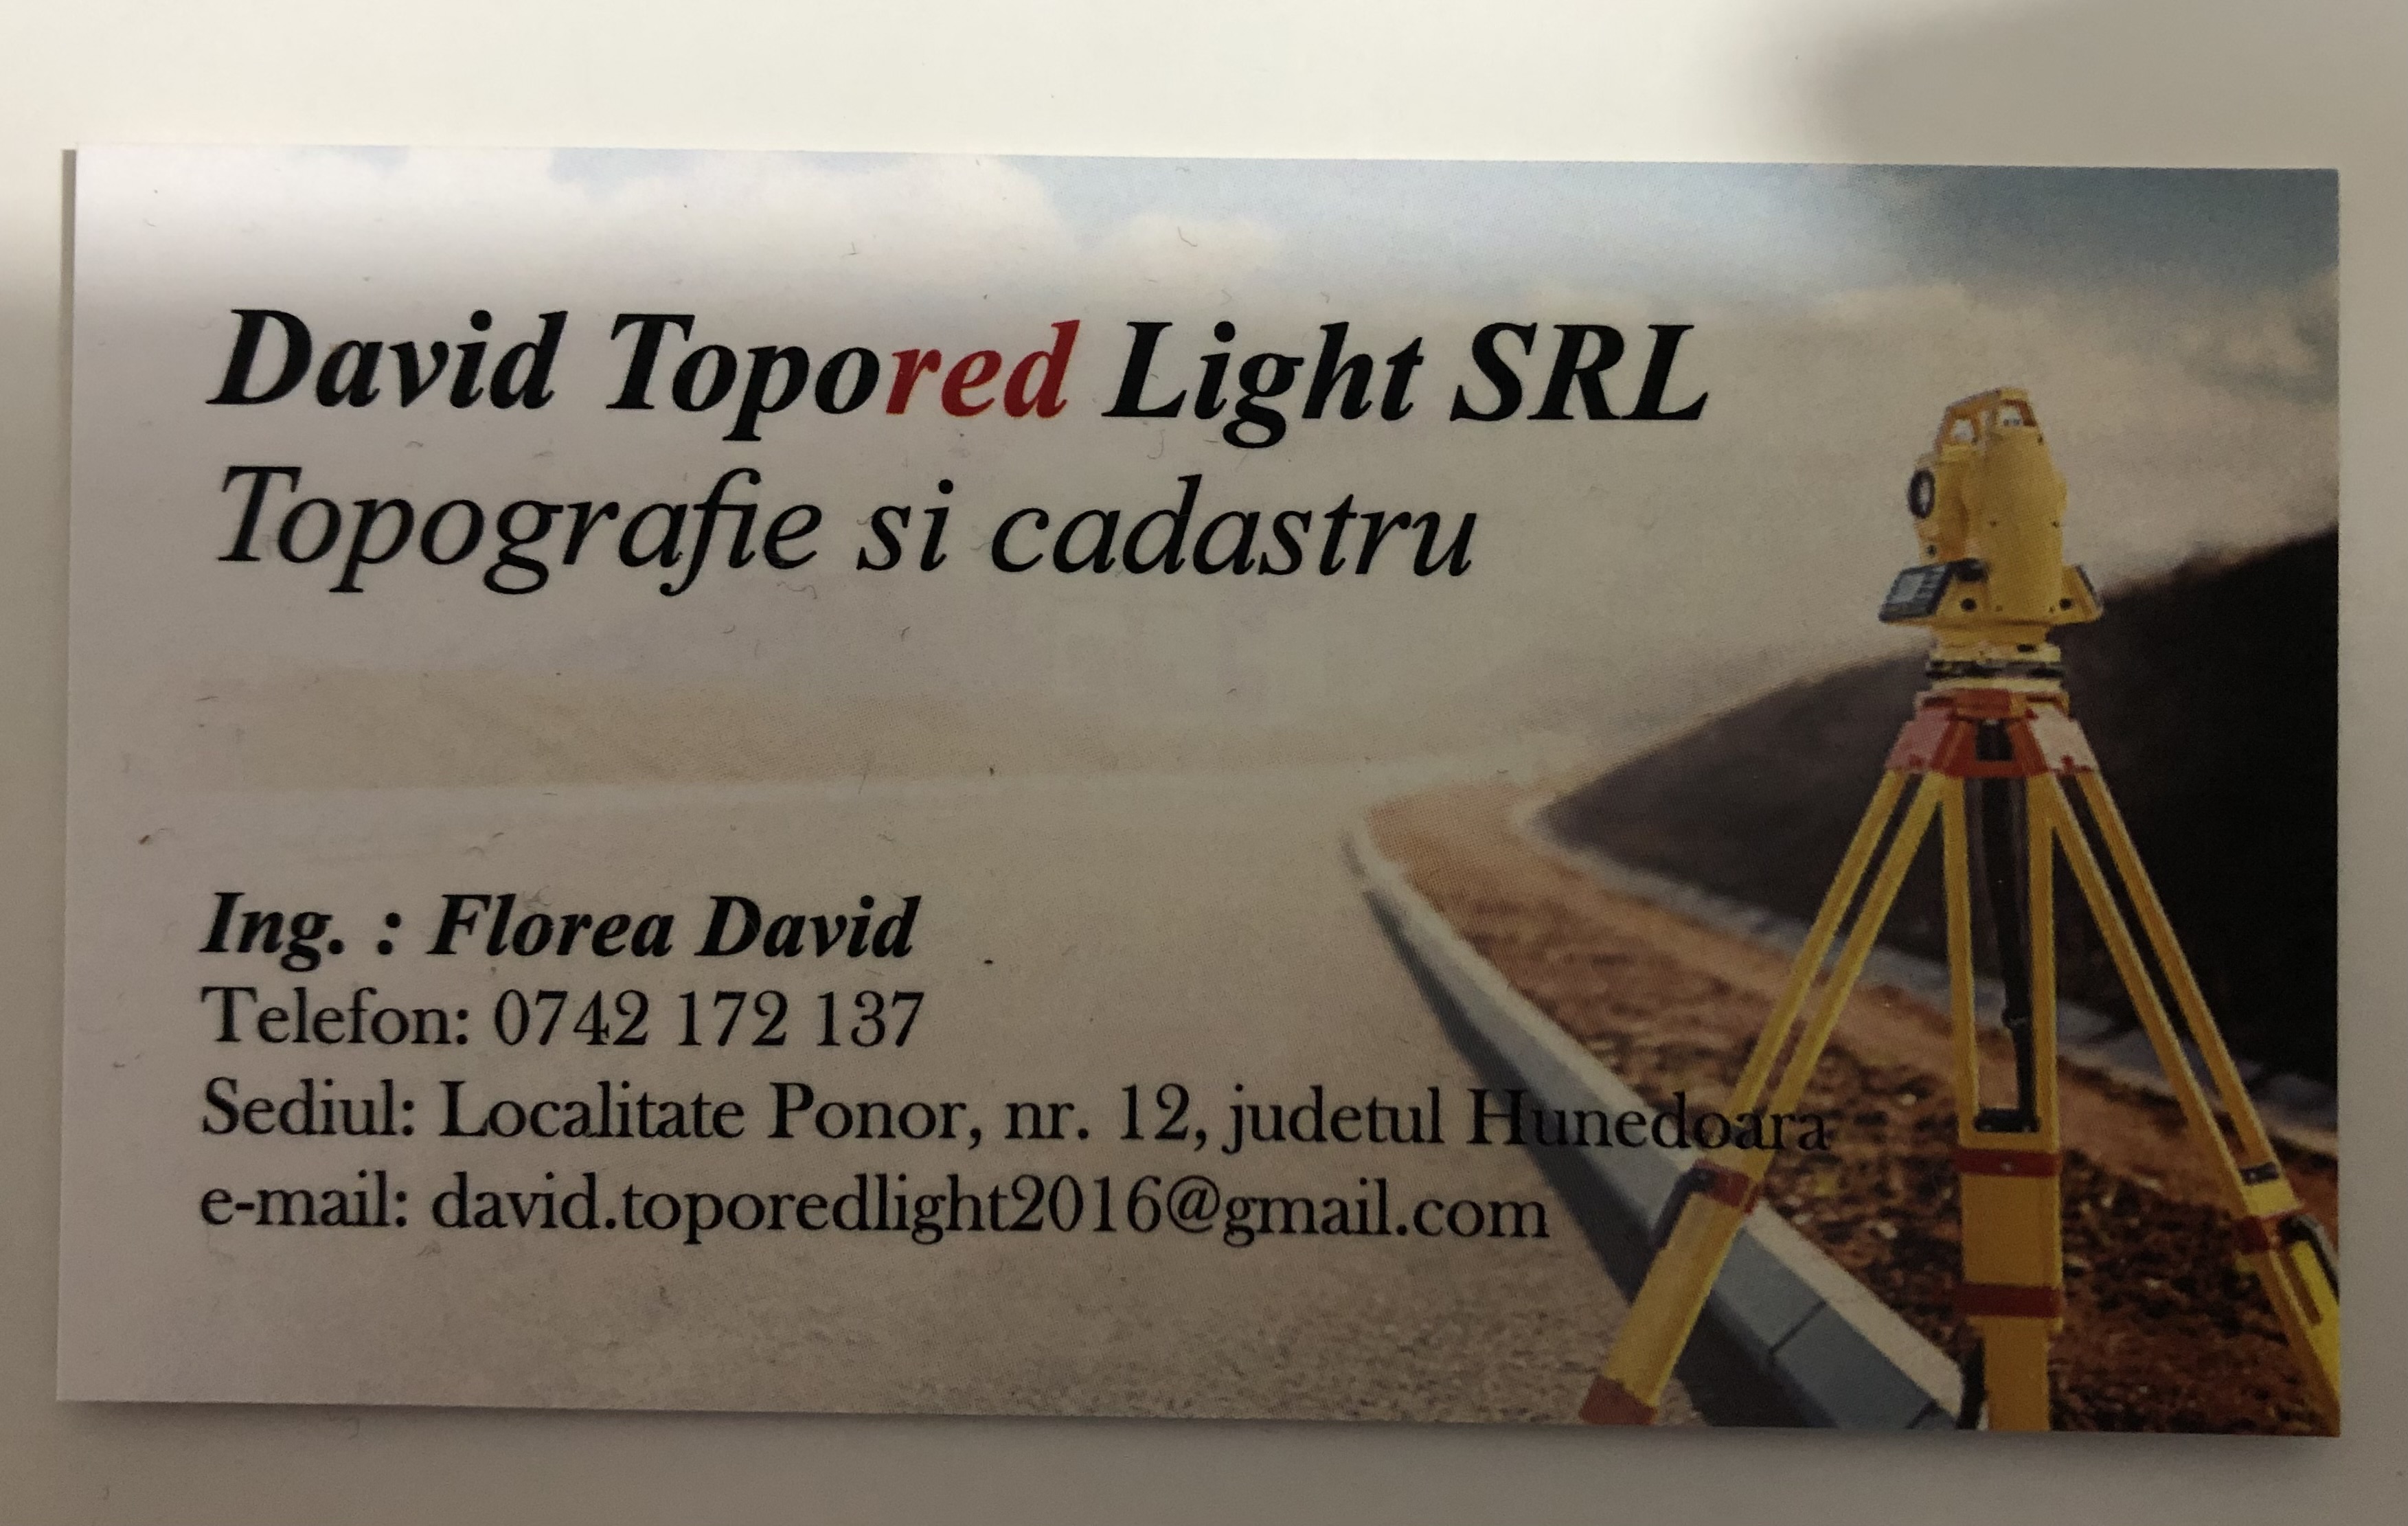 David Topored Light SRL
Topografie si cadastru
Ing. : Florea David
Telefon: 0742 172 137
Sediul: Localitate Ponor, nr. 12, judetul Hunedoara
e-mail: david.toporedlight2016@gmail.com